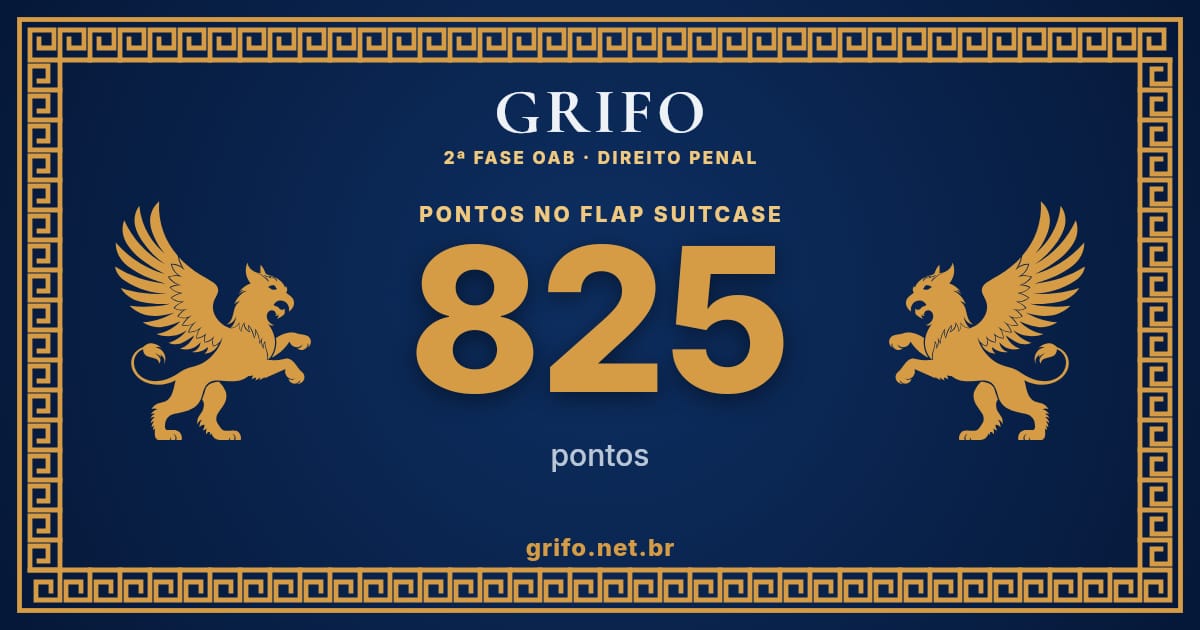 GRIFO
2ª FASE OAB · DIREITO PENAL
PONTOS NO FLAP SUITCASE
825
pontos
grifo.net.br